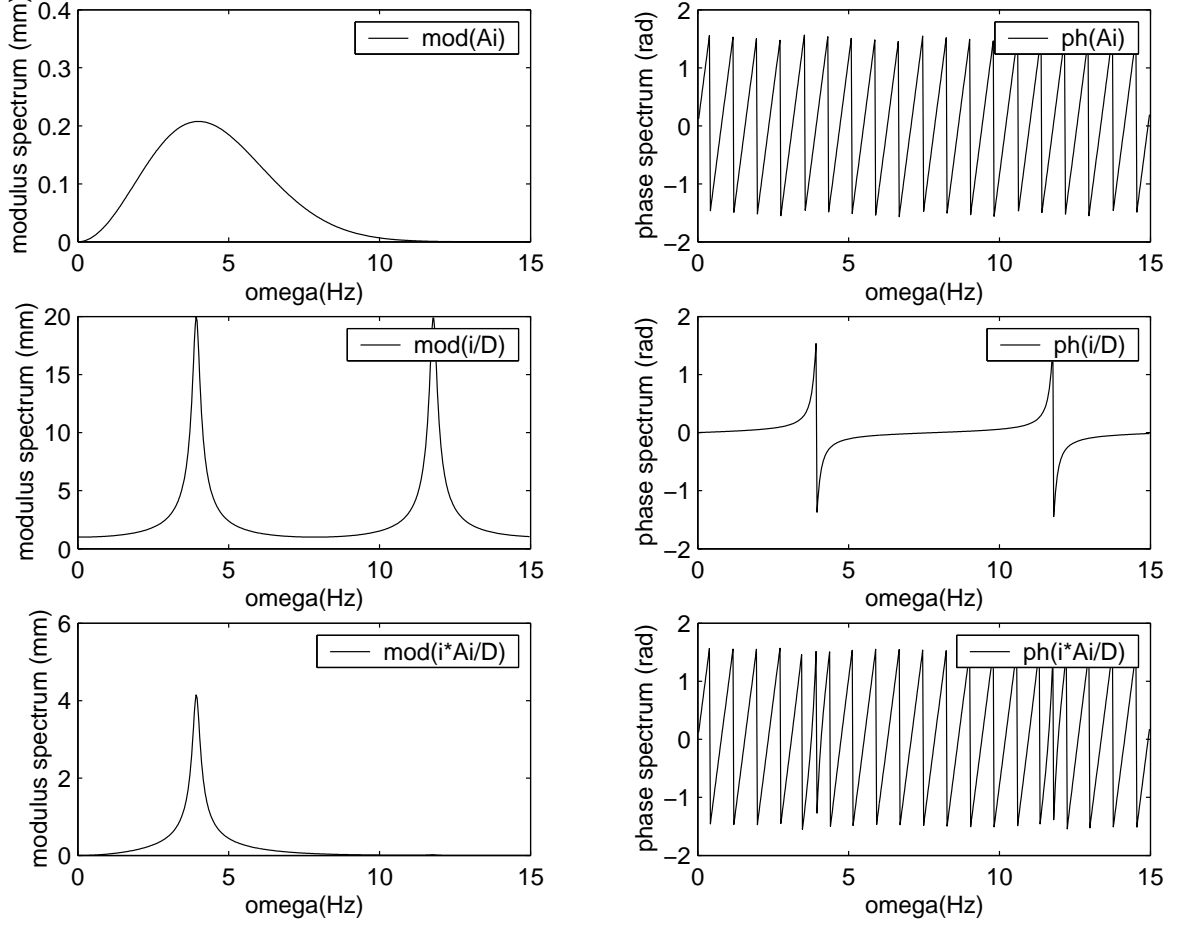 modulus spectrum (mm)
0.4
0.3
0.2
0.1
0
mod(Ai)
0 5 10 15
omega(Hz)
phase spectrum (rad)
2
1
0
−1
−2
ph(Ai)
0 5 10 15
omega(Hz)
modulus spectrum (mm)
20
15
10
5
0
mod(i/D)
0 5 10 15
omega(Hz)
phase spectrum (rad)
2
1
0
−1
−2
ph(i/D)
0 5 10 15
omega(Hz)
modulus spectrum (mm)
6
4
2
0
mod(i*Ai/D)
0 5 10 15
omega(Hz)
phase spectrum (rad)
2
1
0
−1
−2
ph(i*Ai/D)
0 5 10 15
omega(Hz)